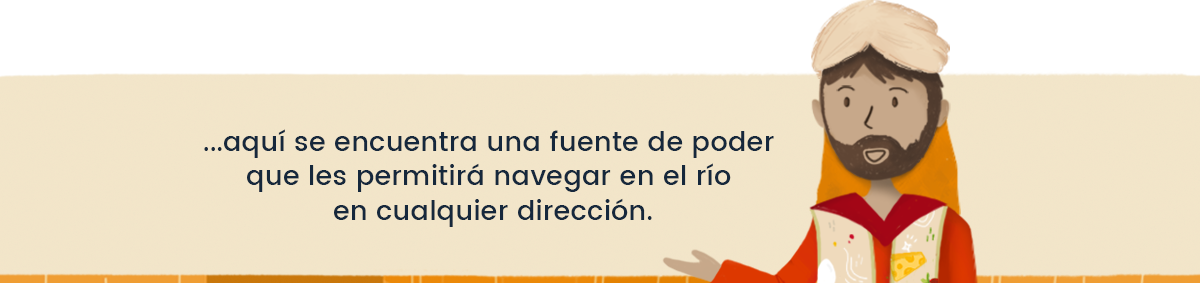 ...aquí se encuentra una fuente de poder
que les permitirá navegar en el río
en cualquier dirección.